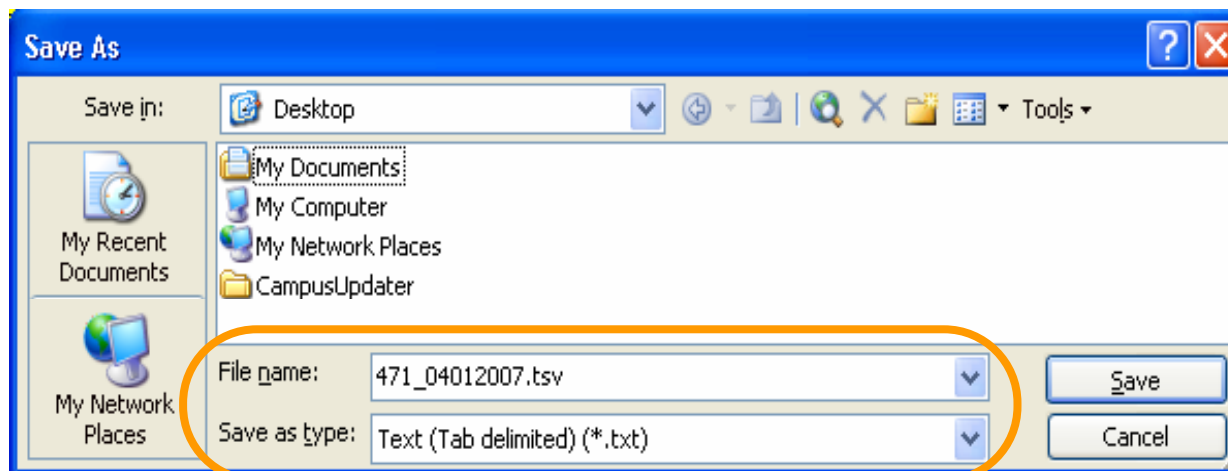 Save As
Save in:
Desktop
Tools
My Documents
My Computer
My Network Places
CampusUpdater
My Recent
Documents
My Network
Places
File name:
471_04012007.tsv
Save
Save as type:
Text (Tab delimited) (*.txt)
Cancel